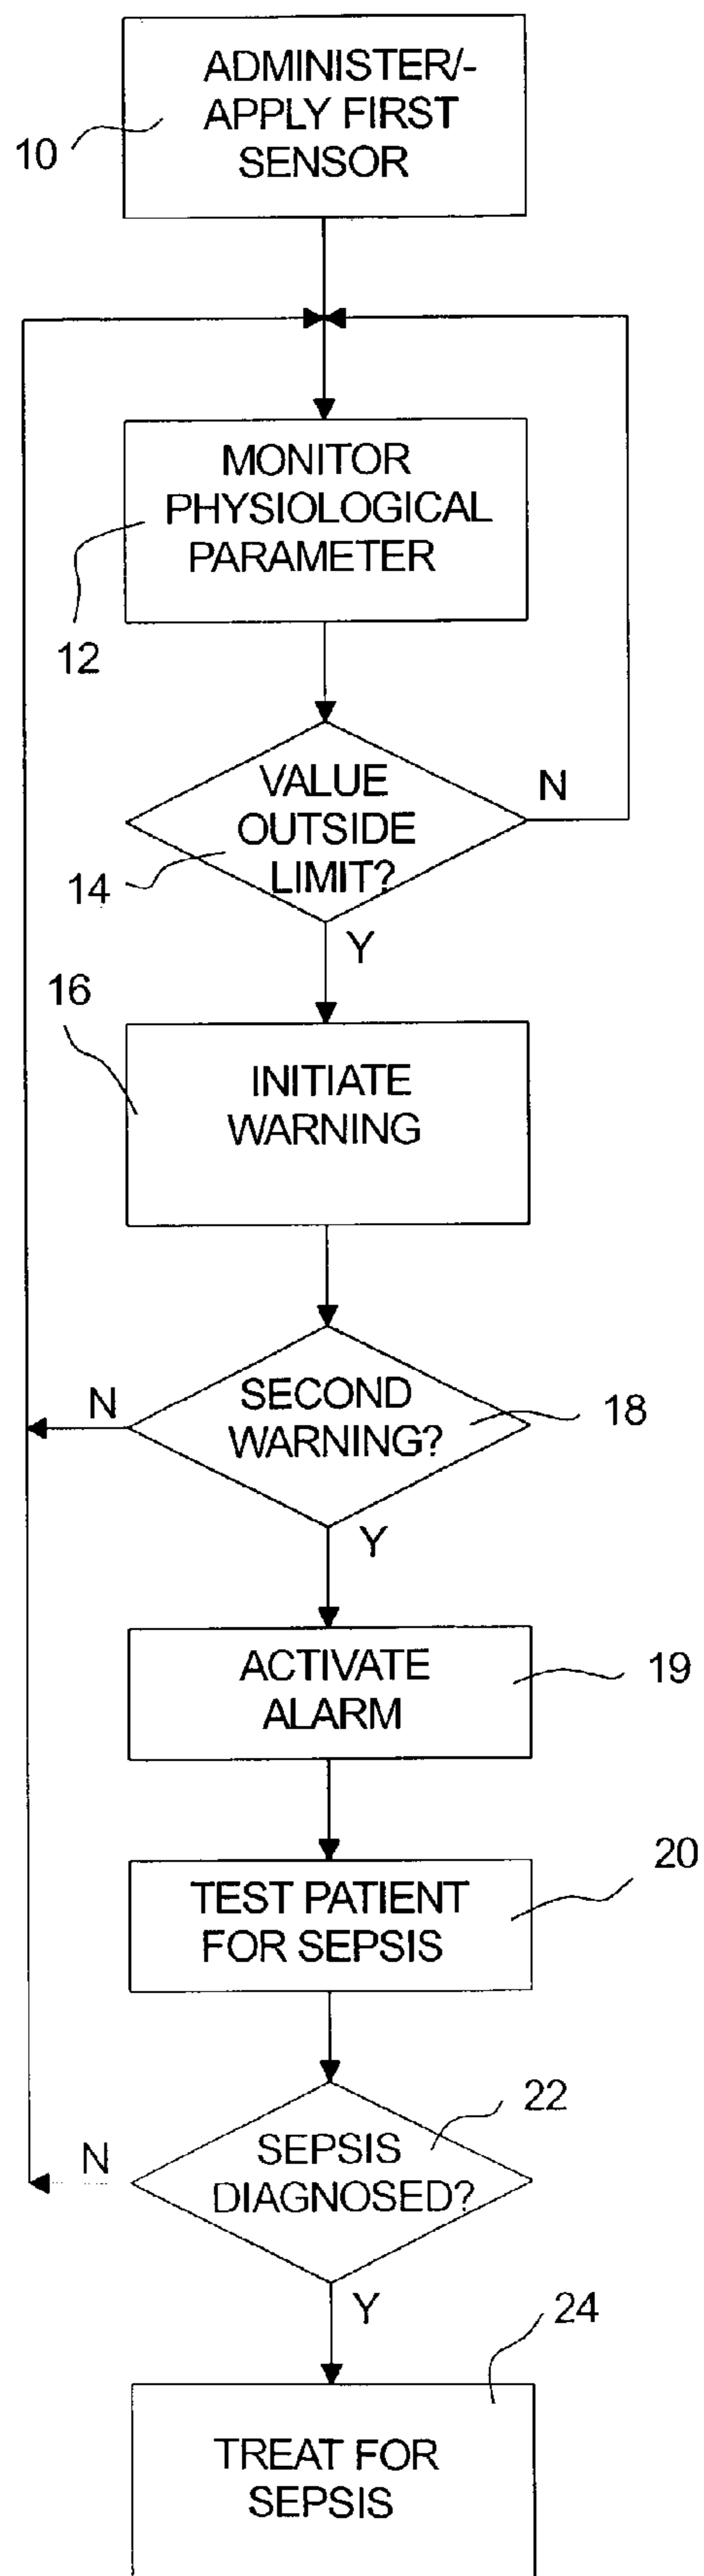 ADMINISTER/-
APPLY FIRST
SENSOR
10
MONITOR
PHYSIOLOGICAL
PARAMETER
12
VALUE
OUTSIDE
LIMIT?
N
14
Y
16
INITIATE
WARNING
SECOND
WARNING?
N
18
Y
ACTIVATE
ALARM
19
TEST PATIENT
FOR SEPSIS
20
22
SEPSIS
DIAGNOSED?
N
Y
24
TREAT FOR
SEPSIS